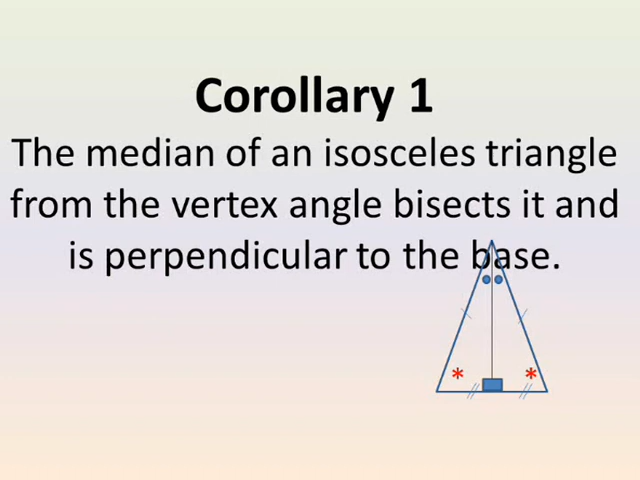 Corollary 1
The median of an isosceles triangle
from the vertex angle bisects it and
is perpendicular to the base.
* *